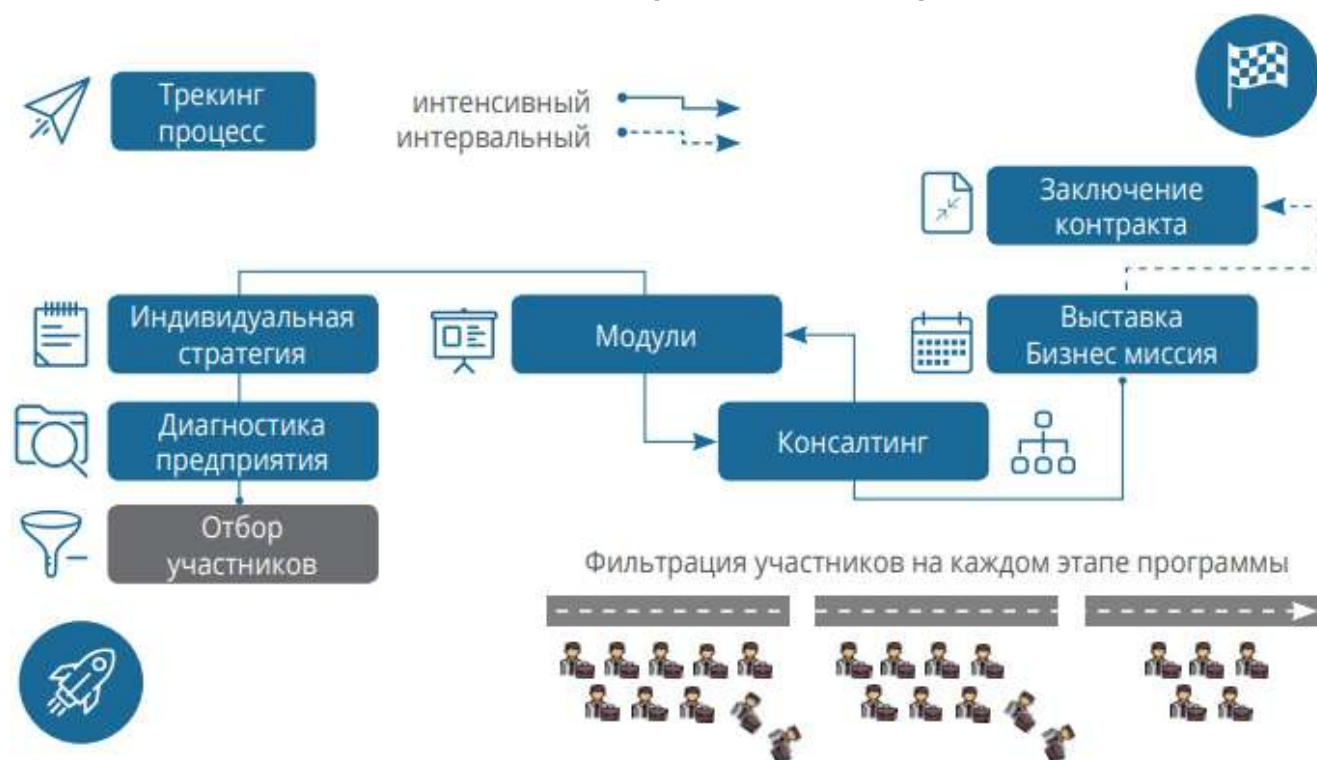 Трекинг
процесс
интенсивный
интервальный
Заключение
контракта
Индивидуальная
стратегия
Модули
Выставка
Бизнес миссия
Диагностика
предприятия
Консалтинг
Отбор
участников
Фильтрация участников на каждом этапе программы